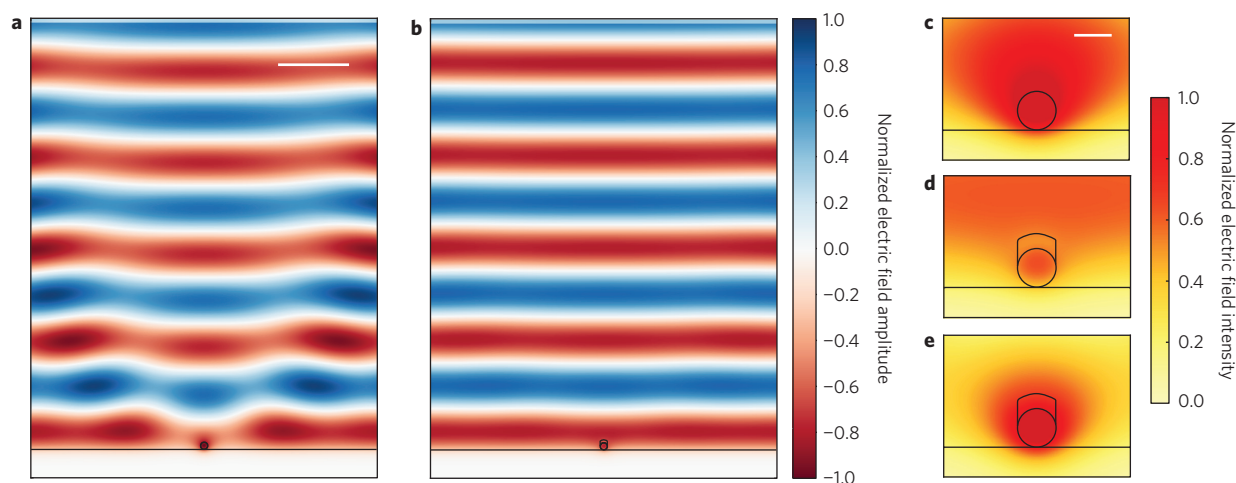 a
b
1.0
0.8
0.6
0.4
0.2
0.0
−0.2
−0.4
−0.6
−0.8
−1.0
Normalized electric field amplitude
c
d
e
1.0
0.8
0.6
0.4
0.2
0.0
Normalized electric field intensity